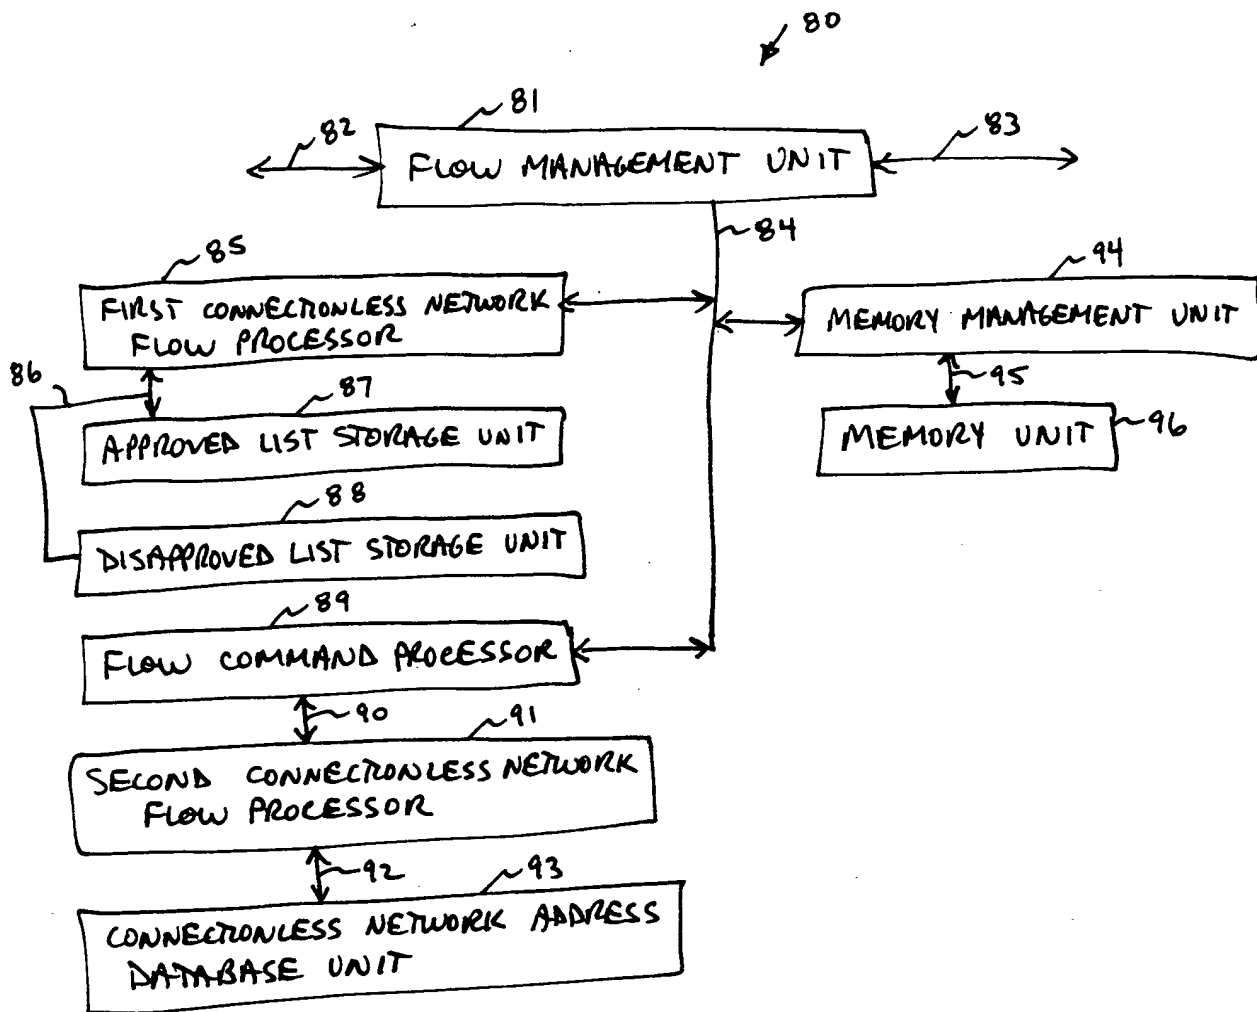 80
81
82
FLOW MANAGEMENT UNIT
83
84
85
FIRST CONNECTIONLESS NETWORK
FLOW PROCESSOR
94
MEMORY MANAGEMENT UNIT
86
87
APPROVED LIST STORAGE UNIT
95
MEMORY UNIT
96
88
DISAPPROVED LIST STORAGE UNIT
89
FLOW COMMAND PROCESSOR
90
91
SECOND CONNECTIONLESS NETWORK
FLOW PROCESSOR
92
93
CONNECTIONLESS NETWORK ADDRESS
DATABASE UNIT